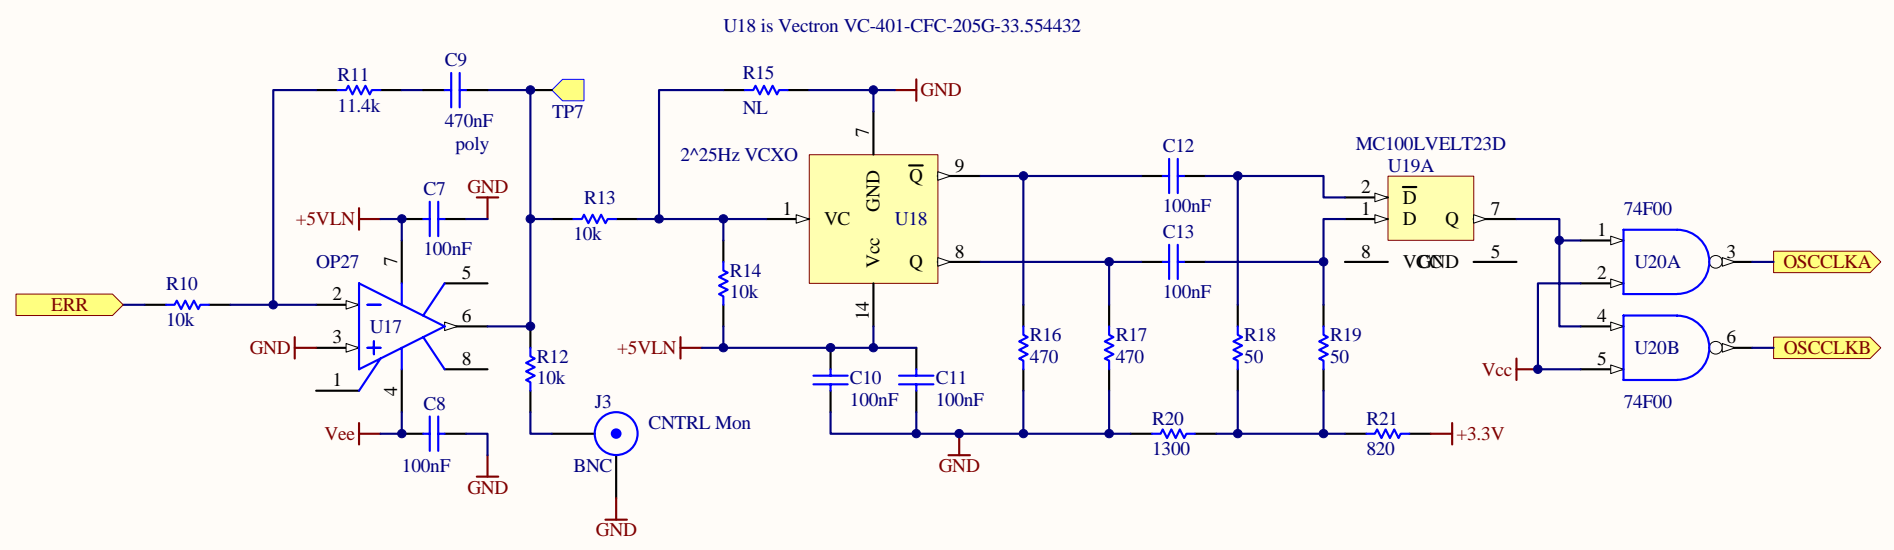 U18 is Vectron VC-401-CFC-205G-33.554432
C9
R11
11.4k
470nF
poly
TP7
R15
NL
GND
7
2^25Hz VCXO
C7
GND
+5VLN
100nF
7
OP27
5
ERR
R10
10k
2
U17
6
GND
3
8
1
4
C8
Vee
100nF
GND
R13
10k
1
VC
GND
Q
9
U18
Vcc
Q
8
14
R14
10k
+5VLN
R12
10k
C10
100nF
C11
100nF
J3
CNTRL Mon
BNC
GND
GND
C12
100nF
C13
100nF
R16
470
R17
470
R18
50
R19
50
R20
1300
R21
820
+3.3V
MC100LVELT23D
U19A
2
D
1
D
Q
7
8
GND
5
74F00
1
2
U20A
3
OSCCLKA
4
5
U20B
6
OSCCLKB
Vcc
74F00